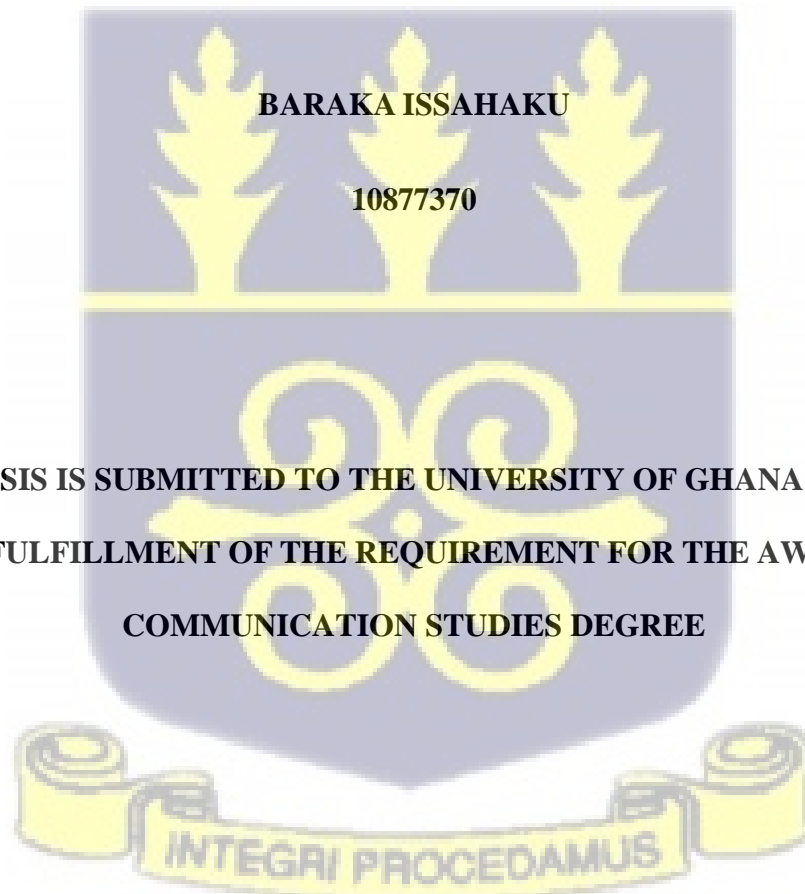 BARAKA ISSAHAKU
10877370
SIS IS SUBMITTED TO THE UNIVERSITY OF GHANA
FULFILLMENT OF THE REQUIREMENT FOR THE AW
COMMUNICATION STUDIES DEGREE
INTEGRI PROCEDAMUS